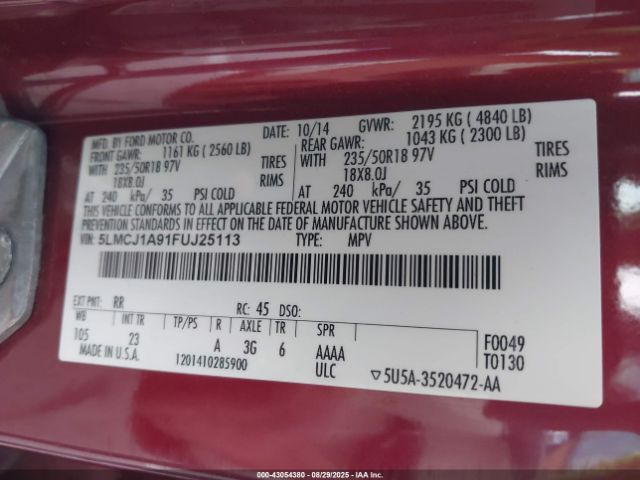 MFD. BY FORD MOTOR CO.
DATE: 10/14 GVWR: 2195 KG ( 4840 LB)
FRONT GAWR: 1161 KG ( 2560 LB) REAR GAWR: 1043 KG ( 2300 LB)
WITH 235/50R18 97V TIRES WITH 235/50R18 97V TIRES
18X8.0J RIMS 18X8.0J RIMS
AT 240 kPa/ 35 PSI COLD AT 240 kPa/ 35 PSI COLD
THIS VEHICLE CONFORMS TO ALL APPLICABLE FEDERAL MOTOR VEHICLE SAFETY AND THEFT
PREVENTION STANDARDS IN EFFECT ON THE DATE OF MANUFACTURE SHOWN ABOVE.
VIN: 5LMCJ1A91FUJ25113 TYPE: MPV
EXT PNT: RR RC: 45 DSO:
WB INT TR TP/PS R AXLE TR SPR
105 23 A 3G 6 AAAA F0049
MADE IN U.S.A. ULC T0130
1201410285900 ▽5U5A-3520472-AA
000-43054380 - 08/29/2025 - IAAI.COM